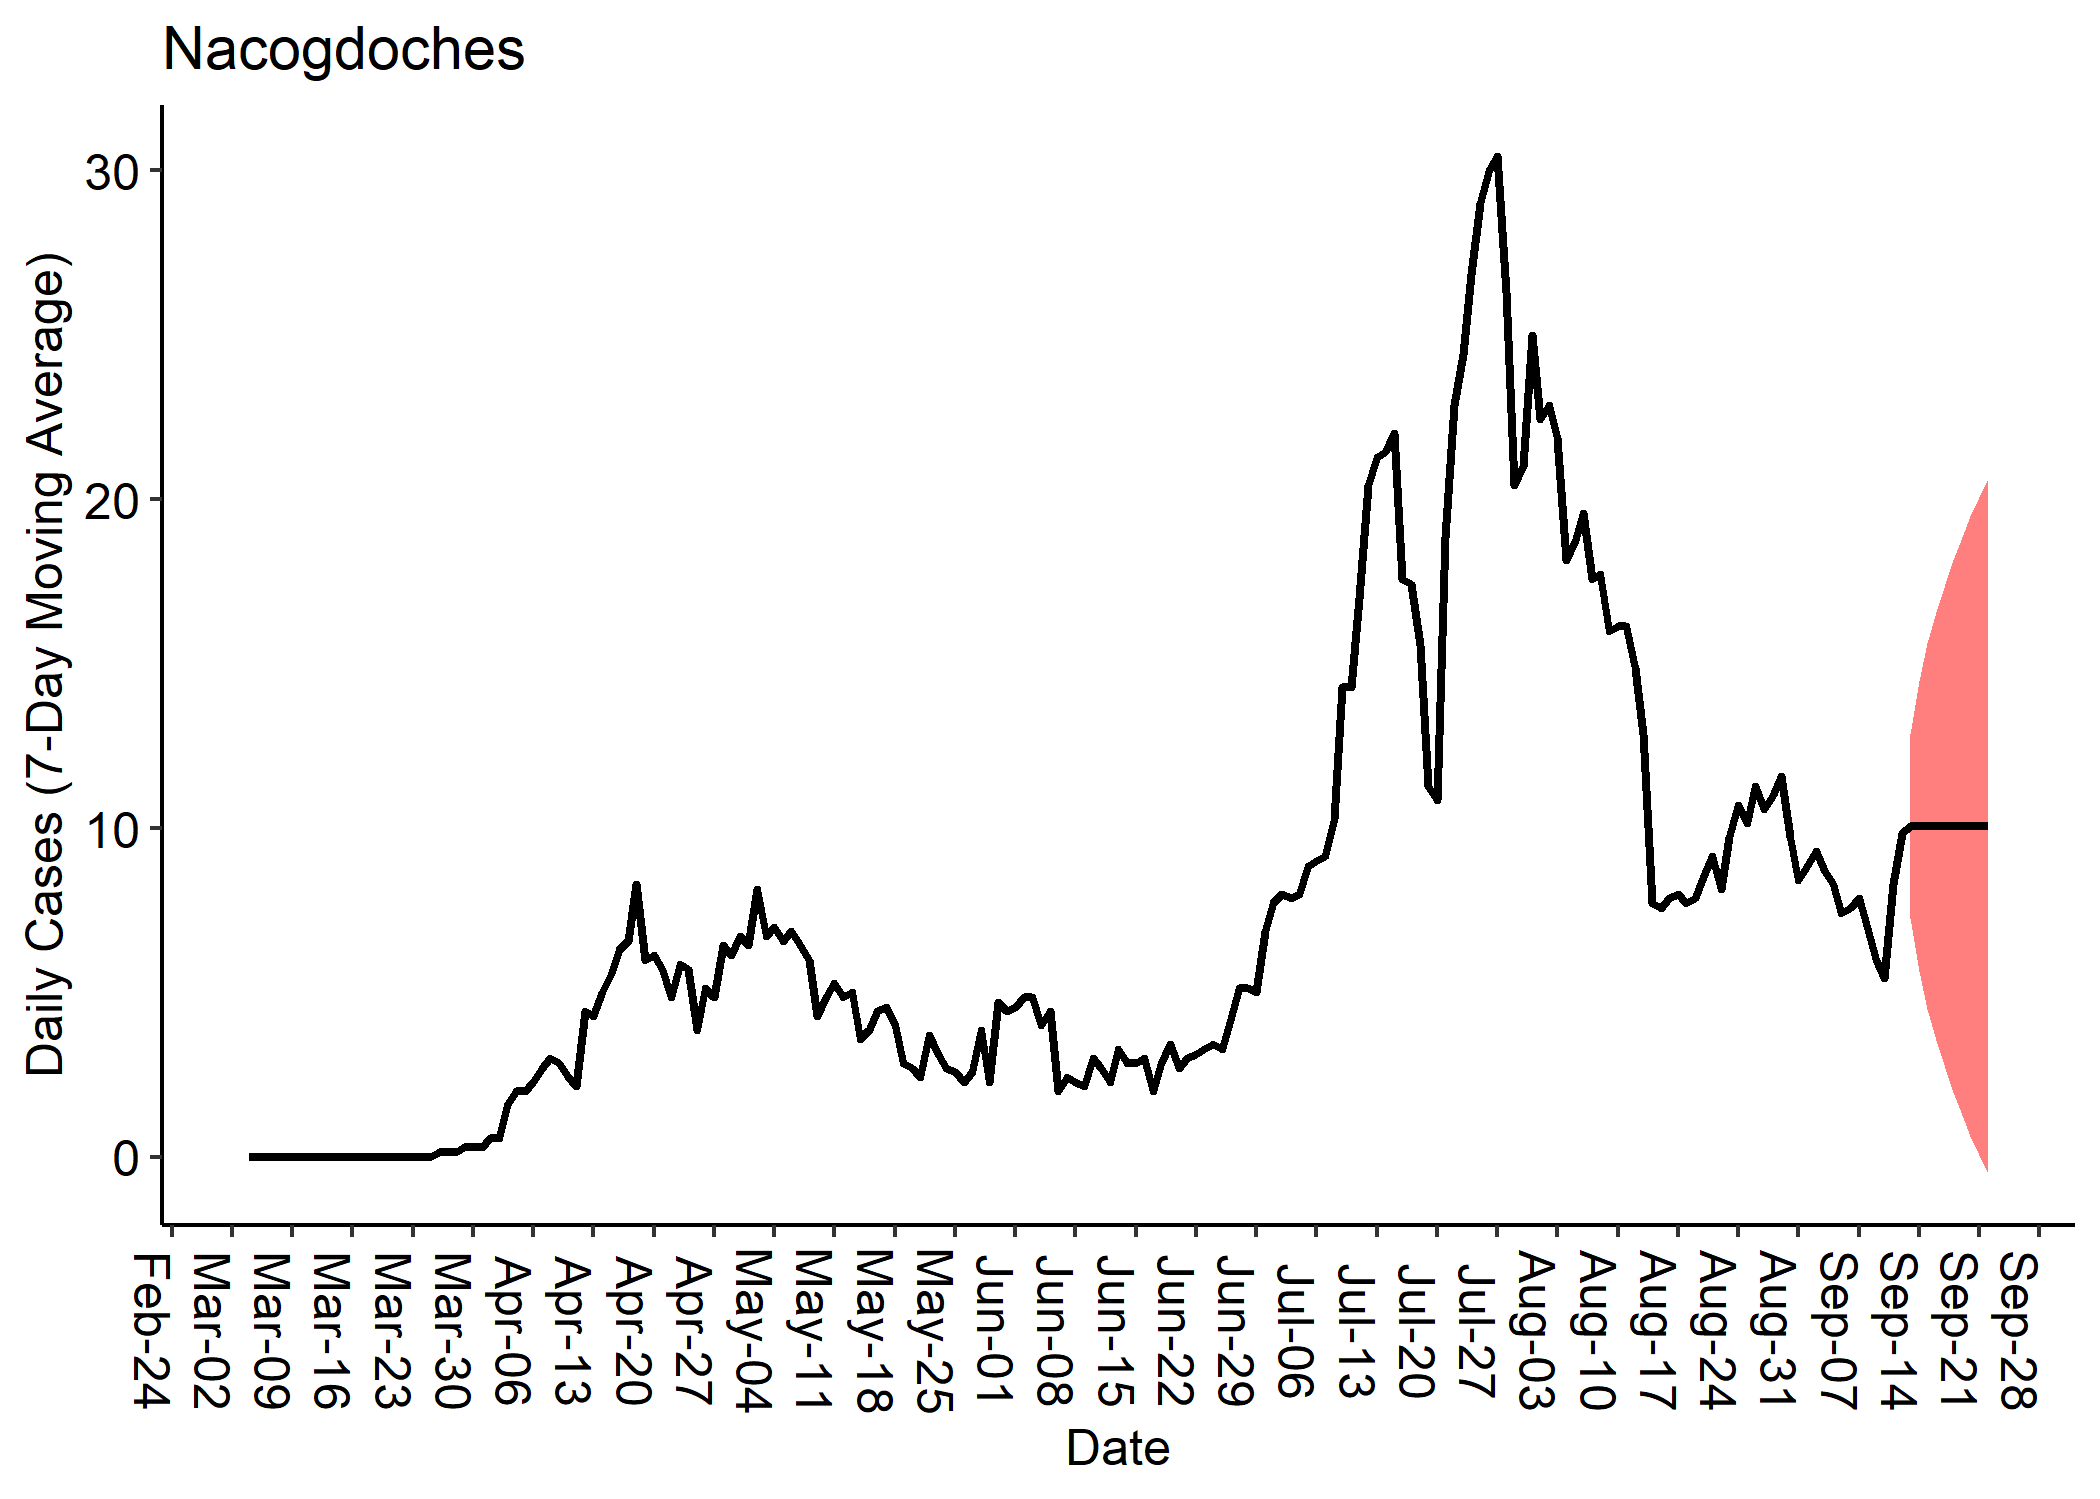 Nacogdoches
Daily Cases (7-Day Moving Average)
30
20
10
0
Feb-24
Mar-02
Mar-09
Mar-16
Mar-23
Mar-30
Apr-06
Apr-13
Apr-20
Apr-27
May-04
May-11
May-18
May-25
Jun-01
Jun-08
Jun-15
Jun-22
Jun-29
Jul-06
Jul-13
Jul-20
Jul-27
Aug-03
Aug-10
Aug-17
Aug-24
Aug-31
Sep-07
Sep-14
Sep-21
Sep-28
Date